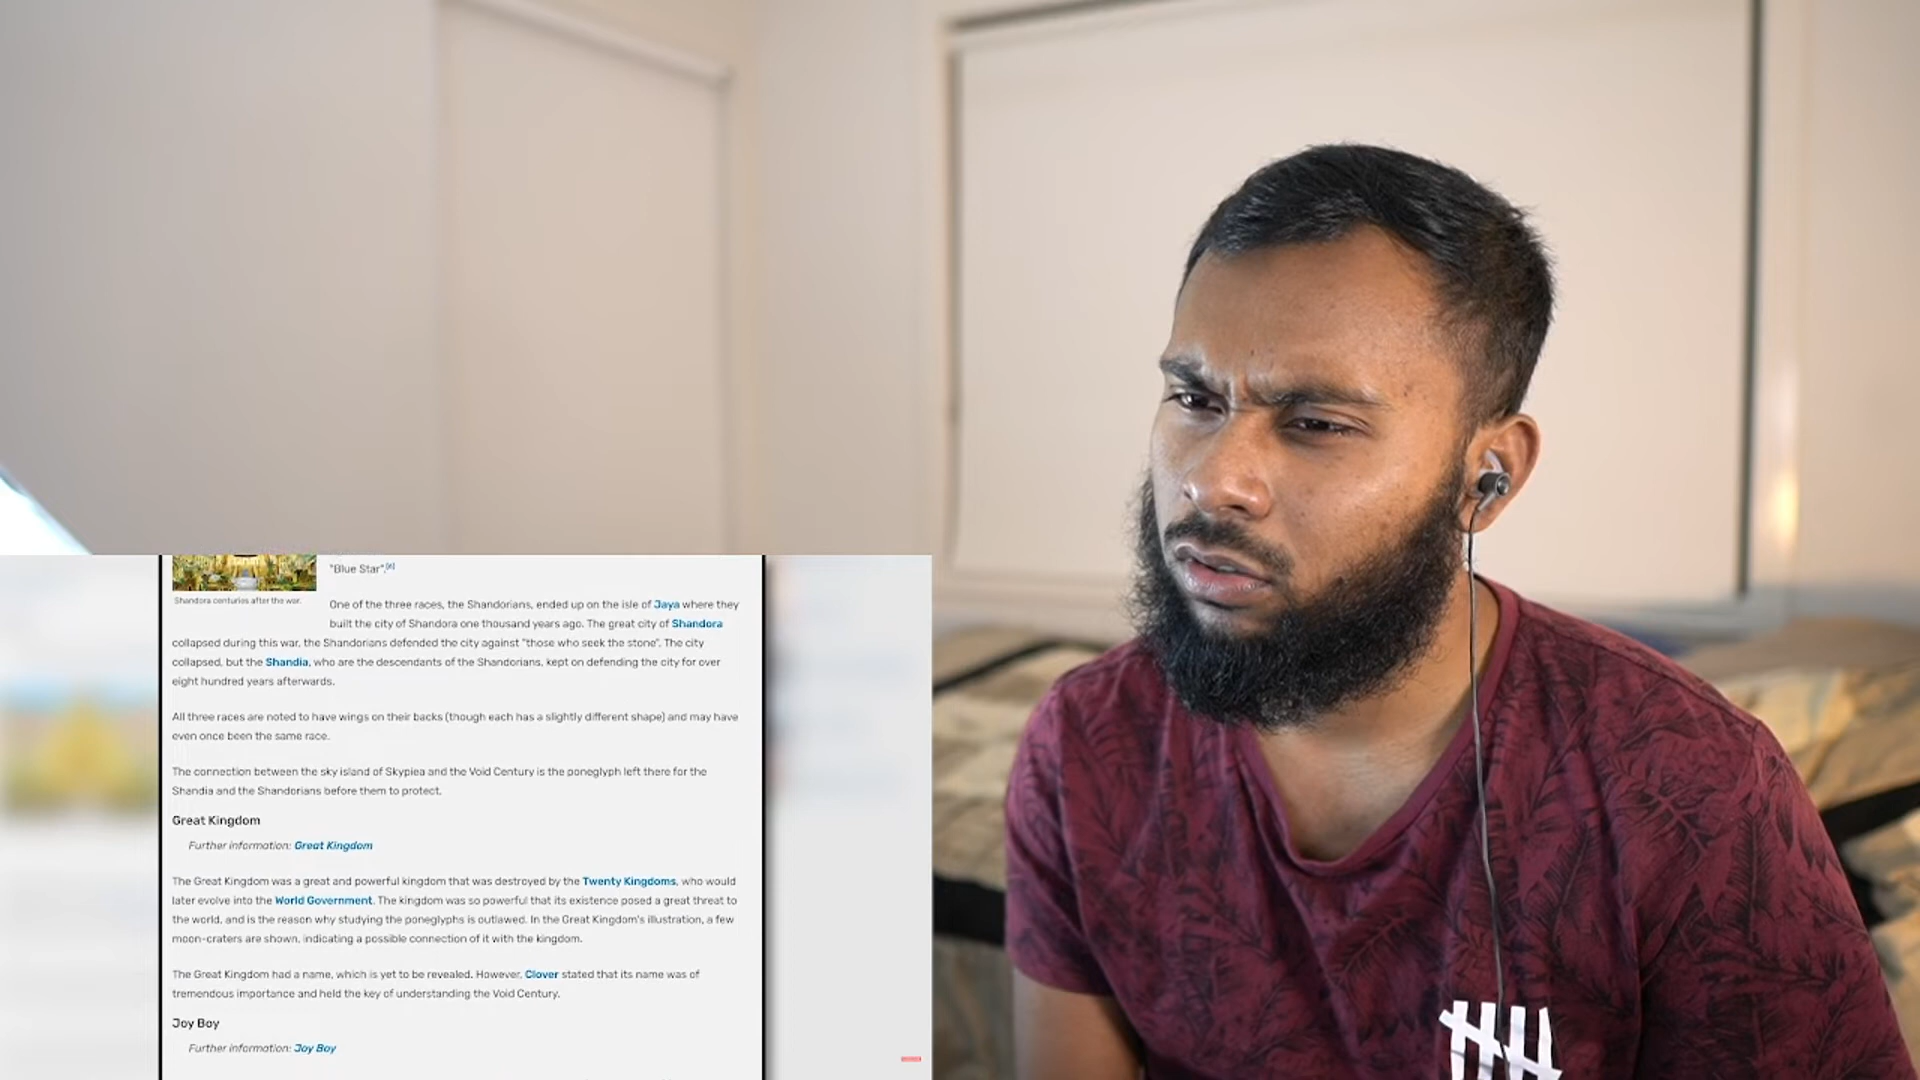 "Blue Star".[6]
Shandora centuries after the war.
One of the three races, the Shandorians, ended up on the isle of Jaya where they
built the city of Shandora one thousand years ago. The great city of Shandora
collapsed during this war, the Shandorians defended the city against "those who seek the stone". The city
collapsed, but the Shandia, who are the descendants of the Shandorians, kept on defending the city for over
eight hundred years afterwards.
All three races are noted to have wings on their backs (though each has a slightly different shape) and may have
even once been the same race.
The connection between the sky island of Skypiea and the Void Century is the poneglyph left there for the
Shandia and the Shandorians before them to protect.
Great Kingdom
Further information: Great Kingdom
The Great Kingdom was a great and powerful kingdom that was destroyed by the Twenty Kingdoms, who would
later evolve into the World Government. The kingdom was so powerful that its existence posed a great threat to
the world, and is the reason why studying the poneglyphs is outlawed. In the Great Kingdom's illustration, a few
moon-craters are shown, indicating a possible connection of it with the kingdom.
The Great Kingdom had a name, which is yet to be revealed. However, Clover stated that its name was of
tremendous importance and held the key of understanding the Void Century.
Joy Boy
Further information: Joy Boy